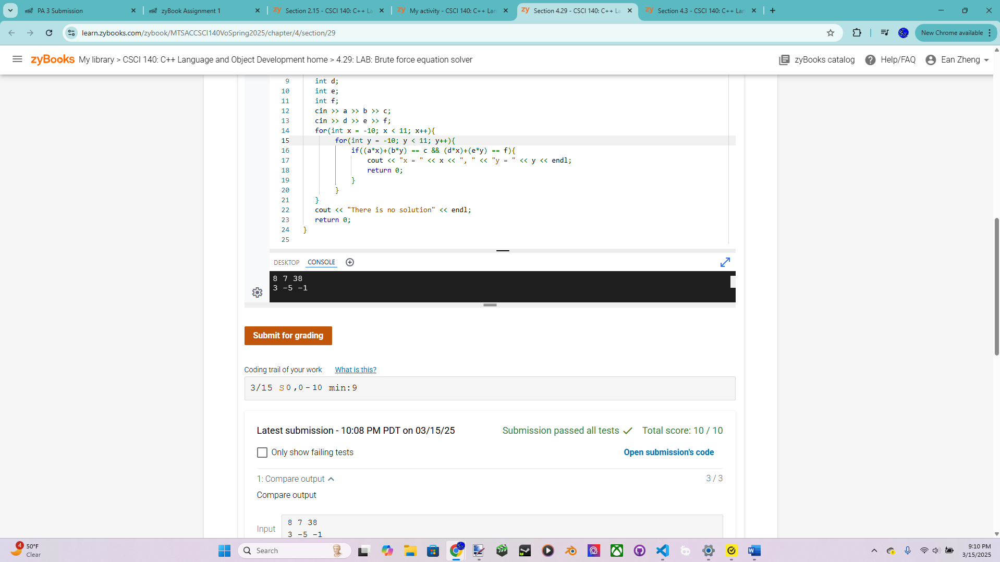 PA 3 Submission
zyBook Assignment 1
Section 2.15 - CSCI 140: C++ La
My activity - CSCI 140: C++ Lan
Section 4.29 - CSCI 140: C++ La
Section 4.3 - CSCI 140: C++ Lan
learn.zybooks.com/zybook/MTSACCSCI140VoSpring2025/chapter/4/section/29
New Chrome available
zyBooks My library > CSCI 140: C++ Language and Object Development home > 4.29: LAB: Brute force equation solver
zyBooks catalog
Help/FAQ
Ean Zheng
9 int d;
10 int e;
11 int f;
12 cin >> a >> b >> c;
13 cin >> d >> e >> f;
14 for(int x = -10; x < 11; x++){
15 for(int y = -10; y < 11; y++){
16 if((a*x)+(b*y) == c && (d*x)+(e*y) == f){
17 cout << "x = " << x << ", " << "y = " << y << endl;
18 return 0;
19 }
20 }
21 }
22 cout << "There is no solution" << endl;
23 return 0;
24 }
25
DESKTOP CONSOLE
8 7 38
3 -5 -1
Submit for grading
Coding trail of your work What is this?
3/15 S0,0-10 min:9
Latest submission - 10:08 PM PDT on 03/15/25
Submission passed all tests
Total score: 10 / 10
Only show failing tests
Open submission's code
1: Compare output
3 / 3
Compare output
Input
8 7 38
3 -5 -1
4
50°F
Clear
Search
9:10 PM
3/15/2025